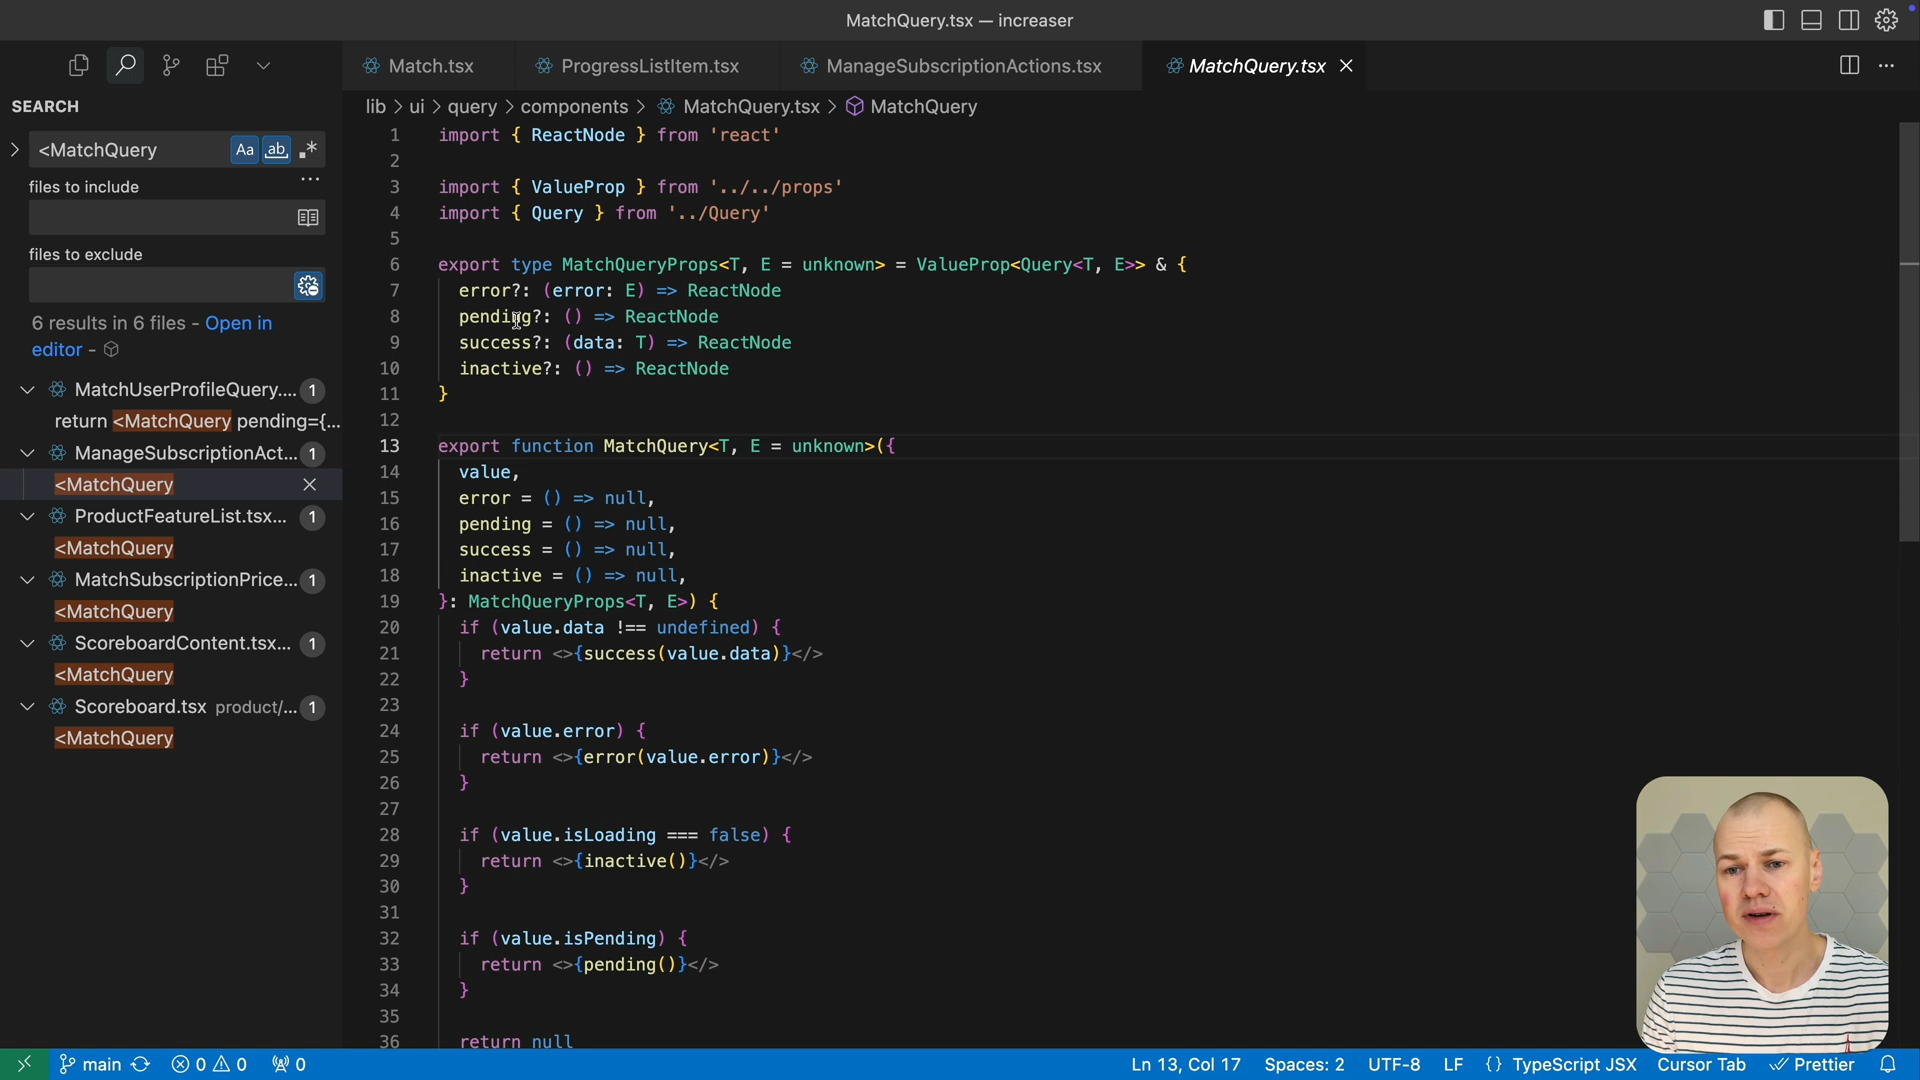 MatchQuery.tsx — increaser
Match.tsx
ProgressListItem.tsx
ManageSubscriptionActions.tsx
MatchQuery.tsx
SEARCH
<MatchQuery
Aa
ab
files to include
files to exclude
6 results in 6 files - Open in
editor -
MatchUserProfileQuery.... 1
return <MatchQuery pending={...
ManageSubscriptionAct... 1
<MatchQuery
ProductFeatureList.tsx... 1
<MatchQuery
MatchSubscriptionPrice... 1
<MatchQuery
ScoreboardContent.tsx... 1
<MatchQuery
Scoreboard.tsx product/... 1
<MatchQuery
lib > ui > query > components > MatchQuery.tsx > MatchQuery
1 import { ReactNode } from 'react'
2
3 import { ValueProp } from '../../props'
4 import { Query } from '../Query'
5
6 export type MatchQueryProps<T, E = unknown> = ValueProp<Query<T, E>> & {
7 error?: (error: E) => ReactNode
8 pending?: () => ReactNode
9 success?: (data: T) => ReactNode
10 inactive?: () => ReactNode
11 }
12
13 export function MatchQuery<T, E = unknown>({
14 value,
15 error = () => null,
16 pending = () => null,
17 success = () => null,
18 inactive = () => null,
19 }: MatchQueryProps<T, E>) {
20 if (value.data !== undefined) {
21 return <>{success(value.data)}</>
22 }
23
24 if (value.error) {
25 return <>{error(value.error)}</>
26 }
27
28 if (value.isLoading === false) {
29 return <>{inactive()}</>
30 }
31
32 if (value.isPending) {
33 return <>{pending()}</>
34 }
35
36 return null
main 0 0 0 Ln 13, Col 17 Spaces: 2 UTF-8 LF {} TypeScript JSX Cursor Tab Prettier